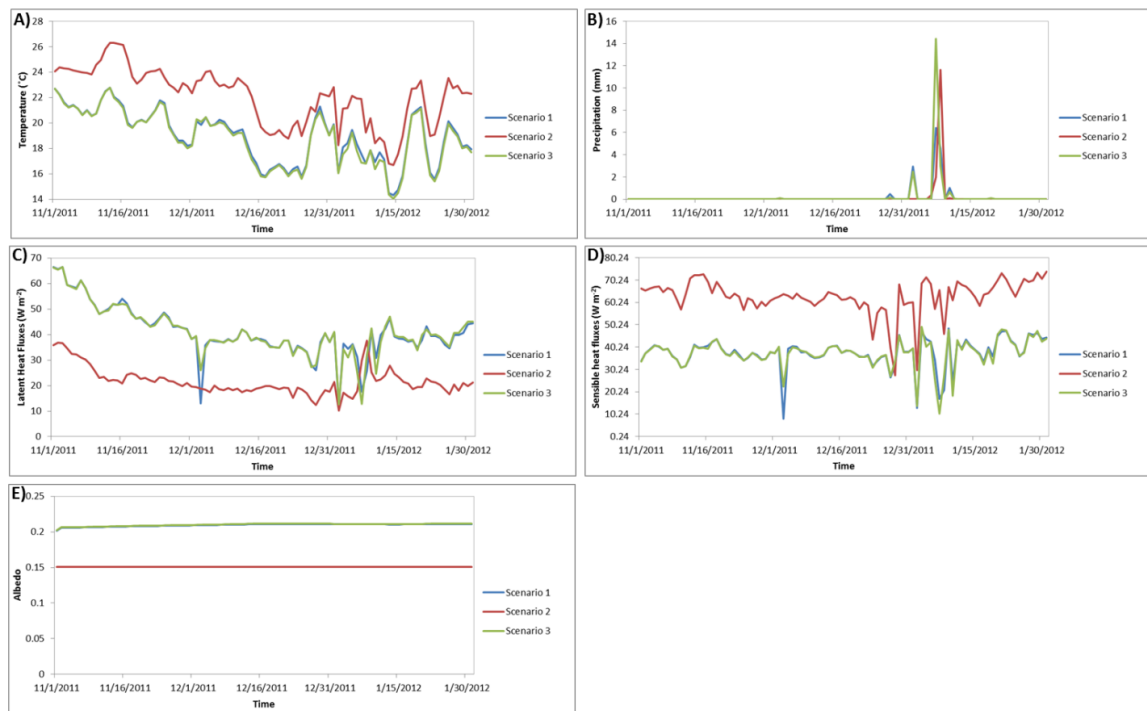 A)
28
26
24
22
20
18
16
14
Temperature (˚C)
11/1/2011 11/16/2011 12/1/2011 12/16/2011 12/31/2011 1/15/2012 1/30/2012
Time
Scenario 1
Scenario 2
Scenario 3
B)
16
14
12
10
8
6
4
2
0
Precipitation (mm)
11/1/2011 11/16/2011 12/1/2011 12/16/2011 12/31/2011 1/15/2012 1/30/2012
Time
Scenario 1
Scenario 2
Scenario 3
C)
70
60
50
40
30
20
10
0
Latent Heat Fluxes (W m-2)
11/1/2011 11/16/2011 12/1/2011 12/16/2011 12/31/2011 1/15/2012 1/30/2012
Time
Scenario 1
Scenario 2
Scenario 3
D)
80.24
70.24
60.24
50.24
40.24
30.24
20.24
10.24
0.24
Sensible heat fluxes (W m-2)
11/1/2011 11/16/2011 12/1/2011 12/16/2011 12/31/2011 1/15/2012 1/30/2012
Time
Scenario 1
Scenario 2
Scenario 3
E)
0.25
0.2
0.15
0.1
0.05
0
Albedo
11/1/2011 11/16/2011 12/1/2011 12/16/2011 12/31/2011 1/15/2012 1/30/2012
Time
Scenario 1
Scenario 2
Scenario 3